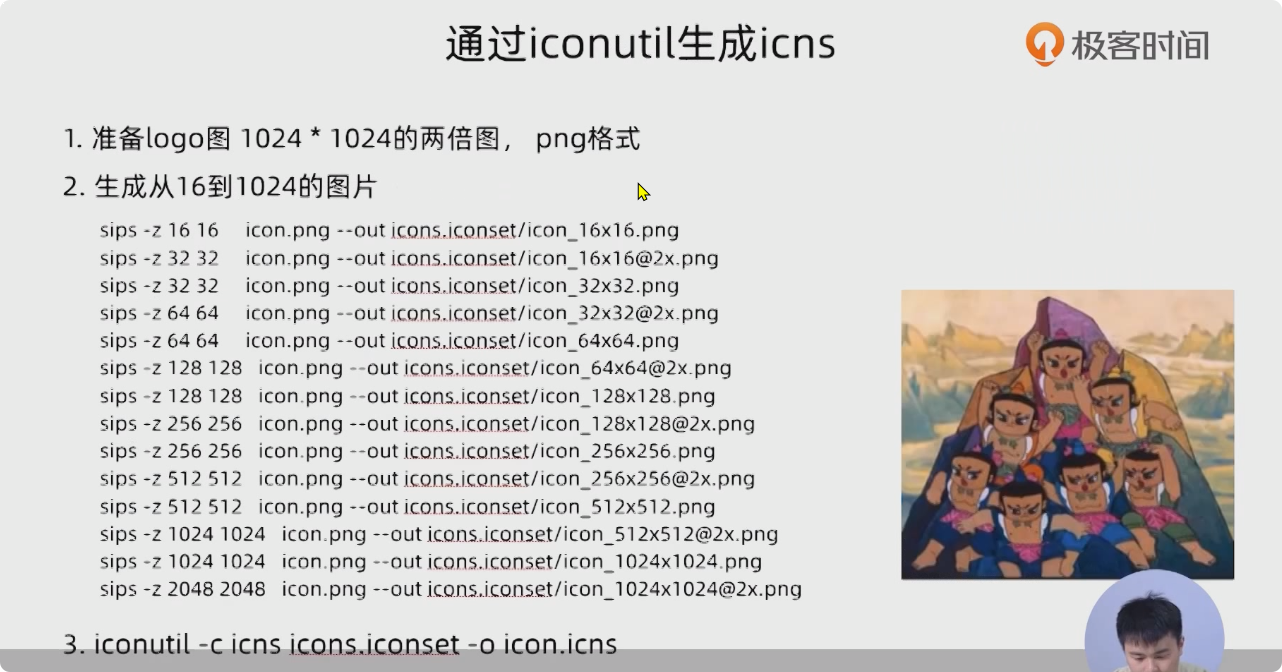 通过iconutil生成icns
极客时间
1. 准备logo图 1024 * 1024的两倍图， png格式
2. 生成从16到1024的图片
sips -z 16 16 icon.png --out icons.iconset/icon_16x16.png
sips -z 32 32 icon.png --out icons.iconset/icon_16x16@2x.png
sips -z 32 32 icon.png --out icons.iconset/icon_32x32.png
sips -z 64 64 icon.png --out icons.iconset/icon_32x32@2x.png
sips -z 64 64 icon.png --out icons.iconset/icon_64x64.png
sips -z 128 128 icon.png --out icons.iconset/icon_64x64@2x.png
sips -z 128 128 icon.png --out icons.iconset/icon_128x128.png
sips -z 256 256 icon.png --out icons.iconset/icon_128x128@2x.png
sips -z 256 256 icon.png --out icons.iconset/icon_256x256.png
sips -z 512 512 icon.png --out icons.iconset/icon_256x256@2x.png
sips -z 512 512 icon.png --out icons.iconset/icon_512x512.png
sips -z 1024 1024 icon.png --out icons.iconset/icon_512x512@2x.png
sips -z 1024 1024 icon.png --out icons.iconset/icon_1024x1024.png
sips -z 2048 2048 icon.png --out icons.iconset/icon_1024x1024@2x.png
3. iconutil -c icns icons.iconset -o icon.icns